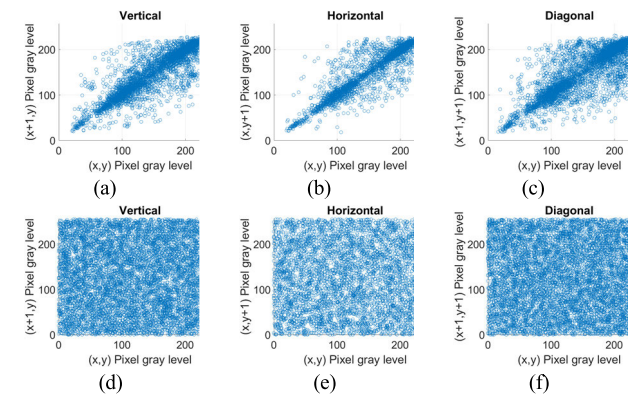 Vertical Horizontal Diagonal
(x+1,y) Pixel gray level
200
100
0
0 100 200
(x,y) Pixel gray level
(x,y+1) Pixel gray level
200
100
0
0 100 200
(x,y) Pixel gray level
(x+1,y+1) Pixel gray level
200
100
0
0 100 200
(x,y) Pixel gray level
(a) (b) (c)
Vertical Horizontal Diagonal
(x+1,y) Pixel gray level
200
100
0
0 100 200
(x,y) Pixel gray level
(x,y+1) Pixel gray level
200
100
0
0 100 200
(x,y) Pixel gray level
(x+1,y+1) Pixel gray level
200
100
0
0 100 200
(x,y) Pixel gray level
(d) (e) (f)